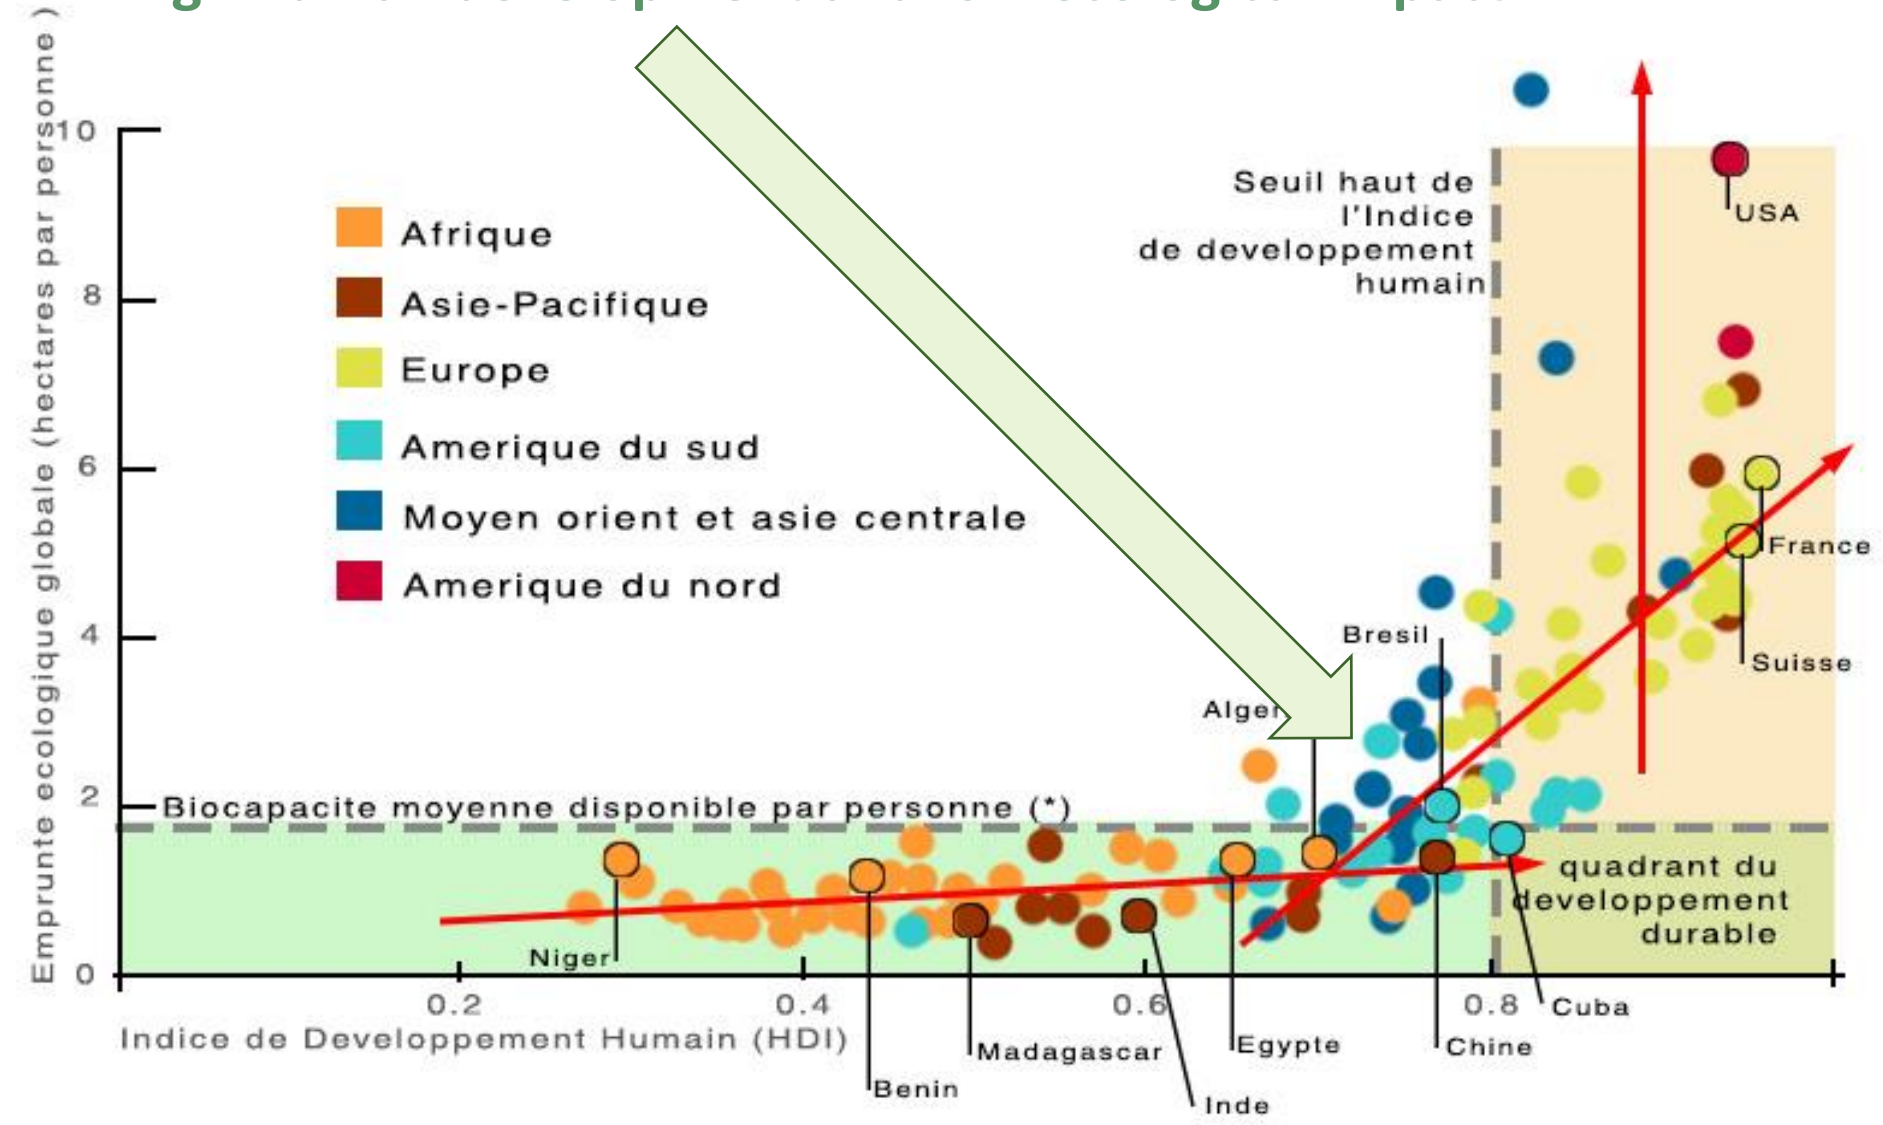 Emprunte ecologique globale (hectares par personne )
10
8
6
4
2
0
Afrique
Asie-Pacifique
Europe
Amerique du sud
Moyen orient et asie centrale
Amerique du nord
Seuil haut de
l'Indice
de developpement
humain
USA
France
Suisse
Bresil
Biocapacite moyenne disponible par personne (*)
quadrant du
developpement
durable
Niger
0.2
0.4
0.6
0.8
Cuba
Indice de Developpement Humain (HDI)
Madagascar
Egypte
Chine
Benin
Inde